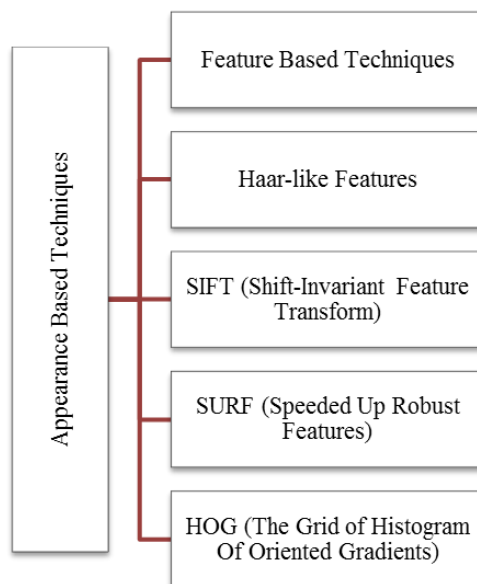 Appearance Based Techniques
Feature Based Techniques
Haar-like Features
SIFT (Shift-Invariant Feature
Transform)
SURF (Speeded Up Robust
Features)
HOG (The Grid of Histogram
Of Oriented Gradients)